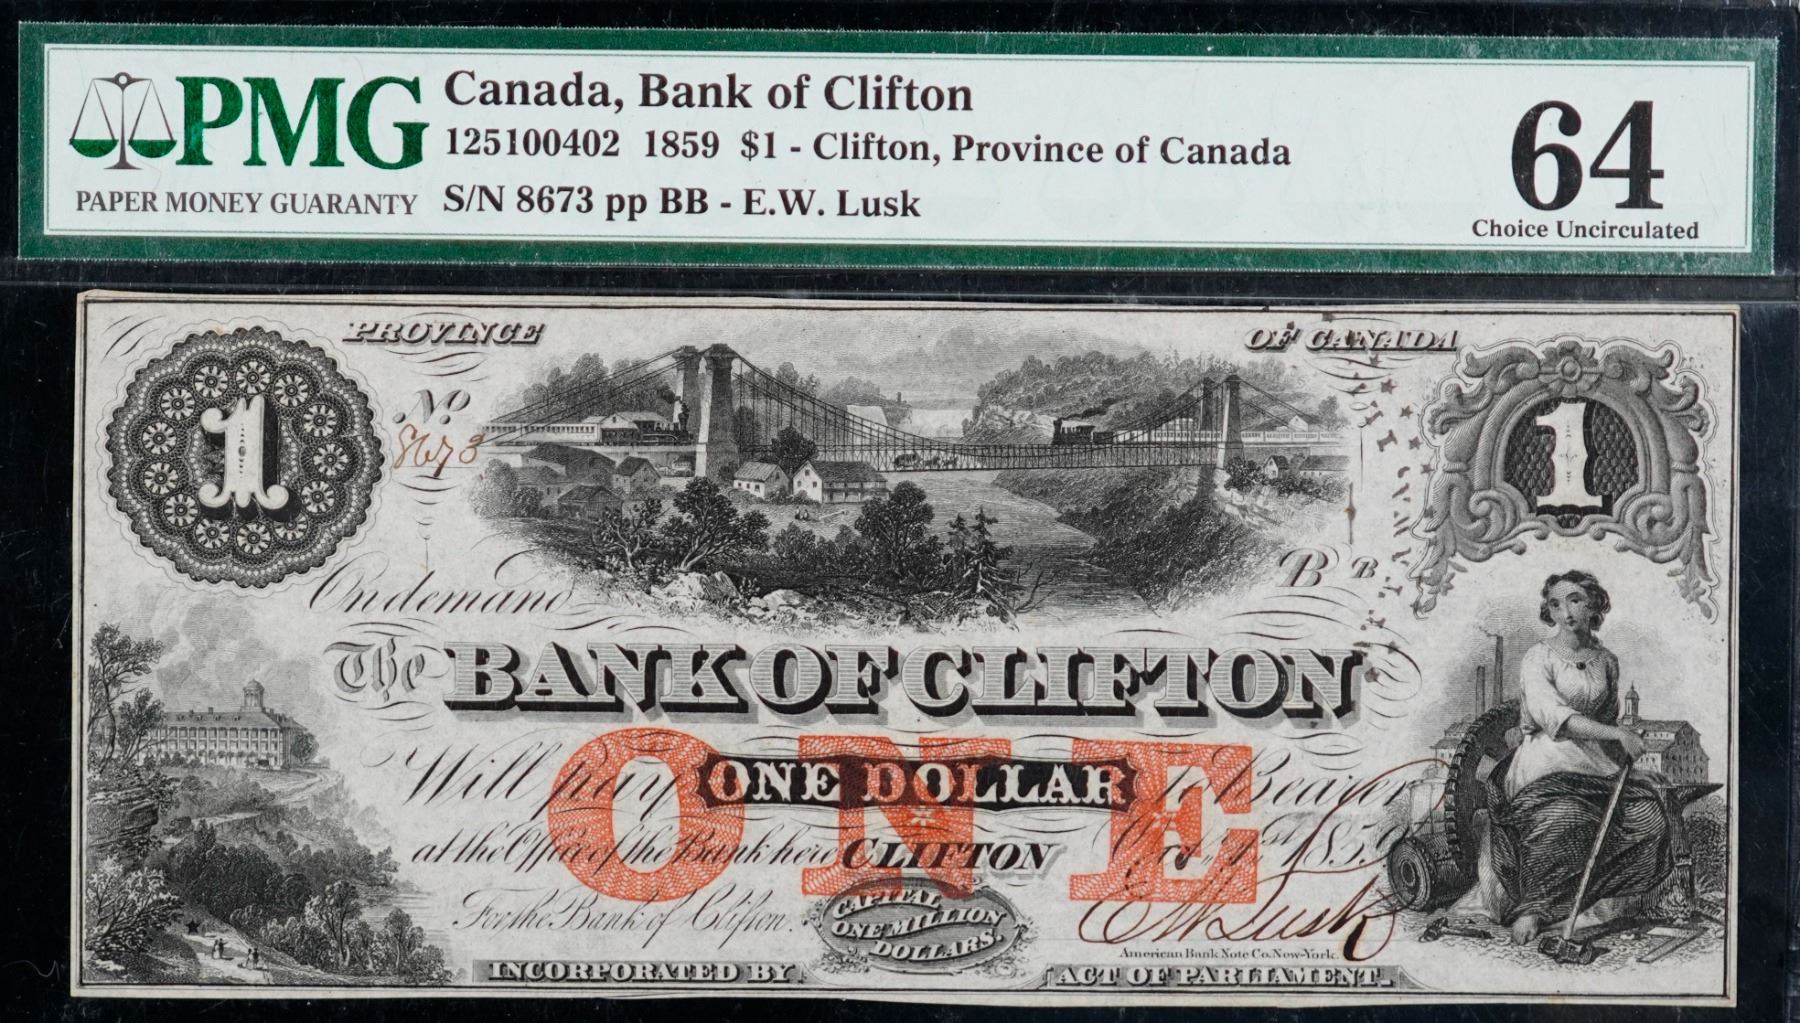 PMG
PAPER MONEY GUARANTY
Canada, Bank of Clifton
125100402 1859 $1 - Clifton, Province of Canada
S/N 8673 pp BB - E.W. Lusk
64
Choice Uncirculated
PROVINCE OF CANADA
1
No
8673
1
B B
On demand
The BANK OF CLIFTON
Will pay ONE DOLLAR to Bearer
ONE
at the Office of the Bank here CLIFTON Oct. 1st 1859
For the Bank of Clifton.
CAPITAL
ONE MILLION
DOLLARS.
E W Lusk
American Bank Note Co. New-York.
INCORPORATED BY ACT OF PARLIAMENT.